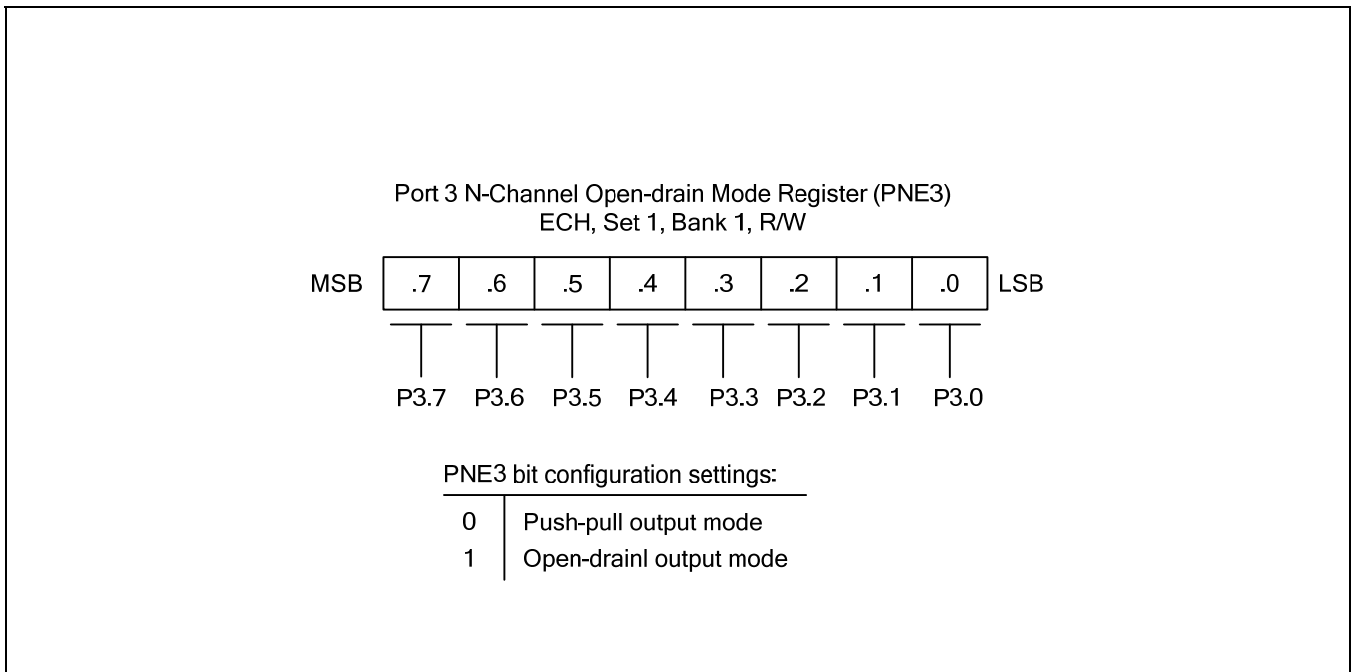 Port 3 N-Channel Open-drain Mode Register (PNE3)
ECH, Set 1, Bank 1, R/W
MSB .7 .6 .5 .4 .3 .2 .1 .0 LSB
P3.7 P3.6 P3.5 P3.4 P3.3 P3.2 P3.1 P3.0
PNE3 bit configuration settings:
0 Push-pull output mode
1 Open-drainl output mode